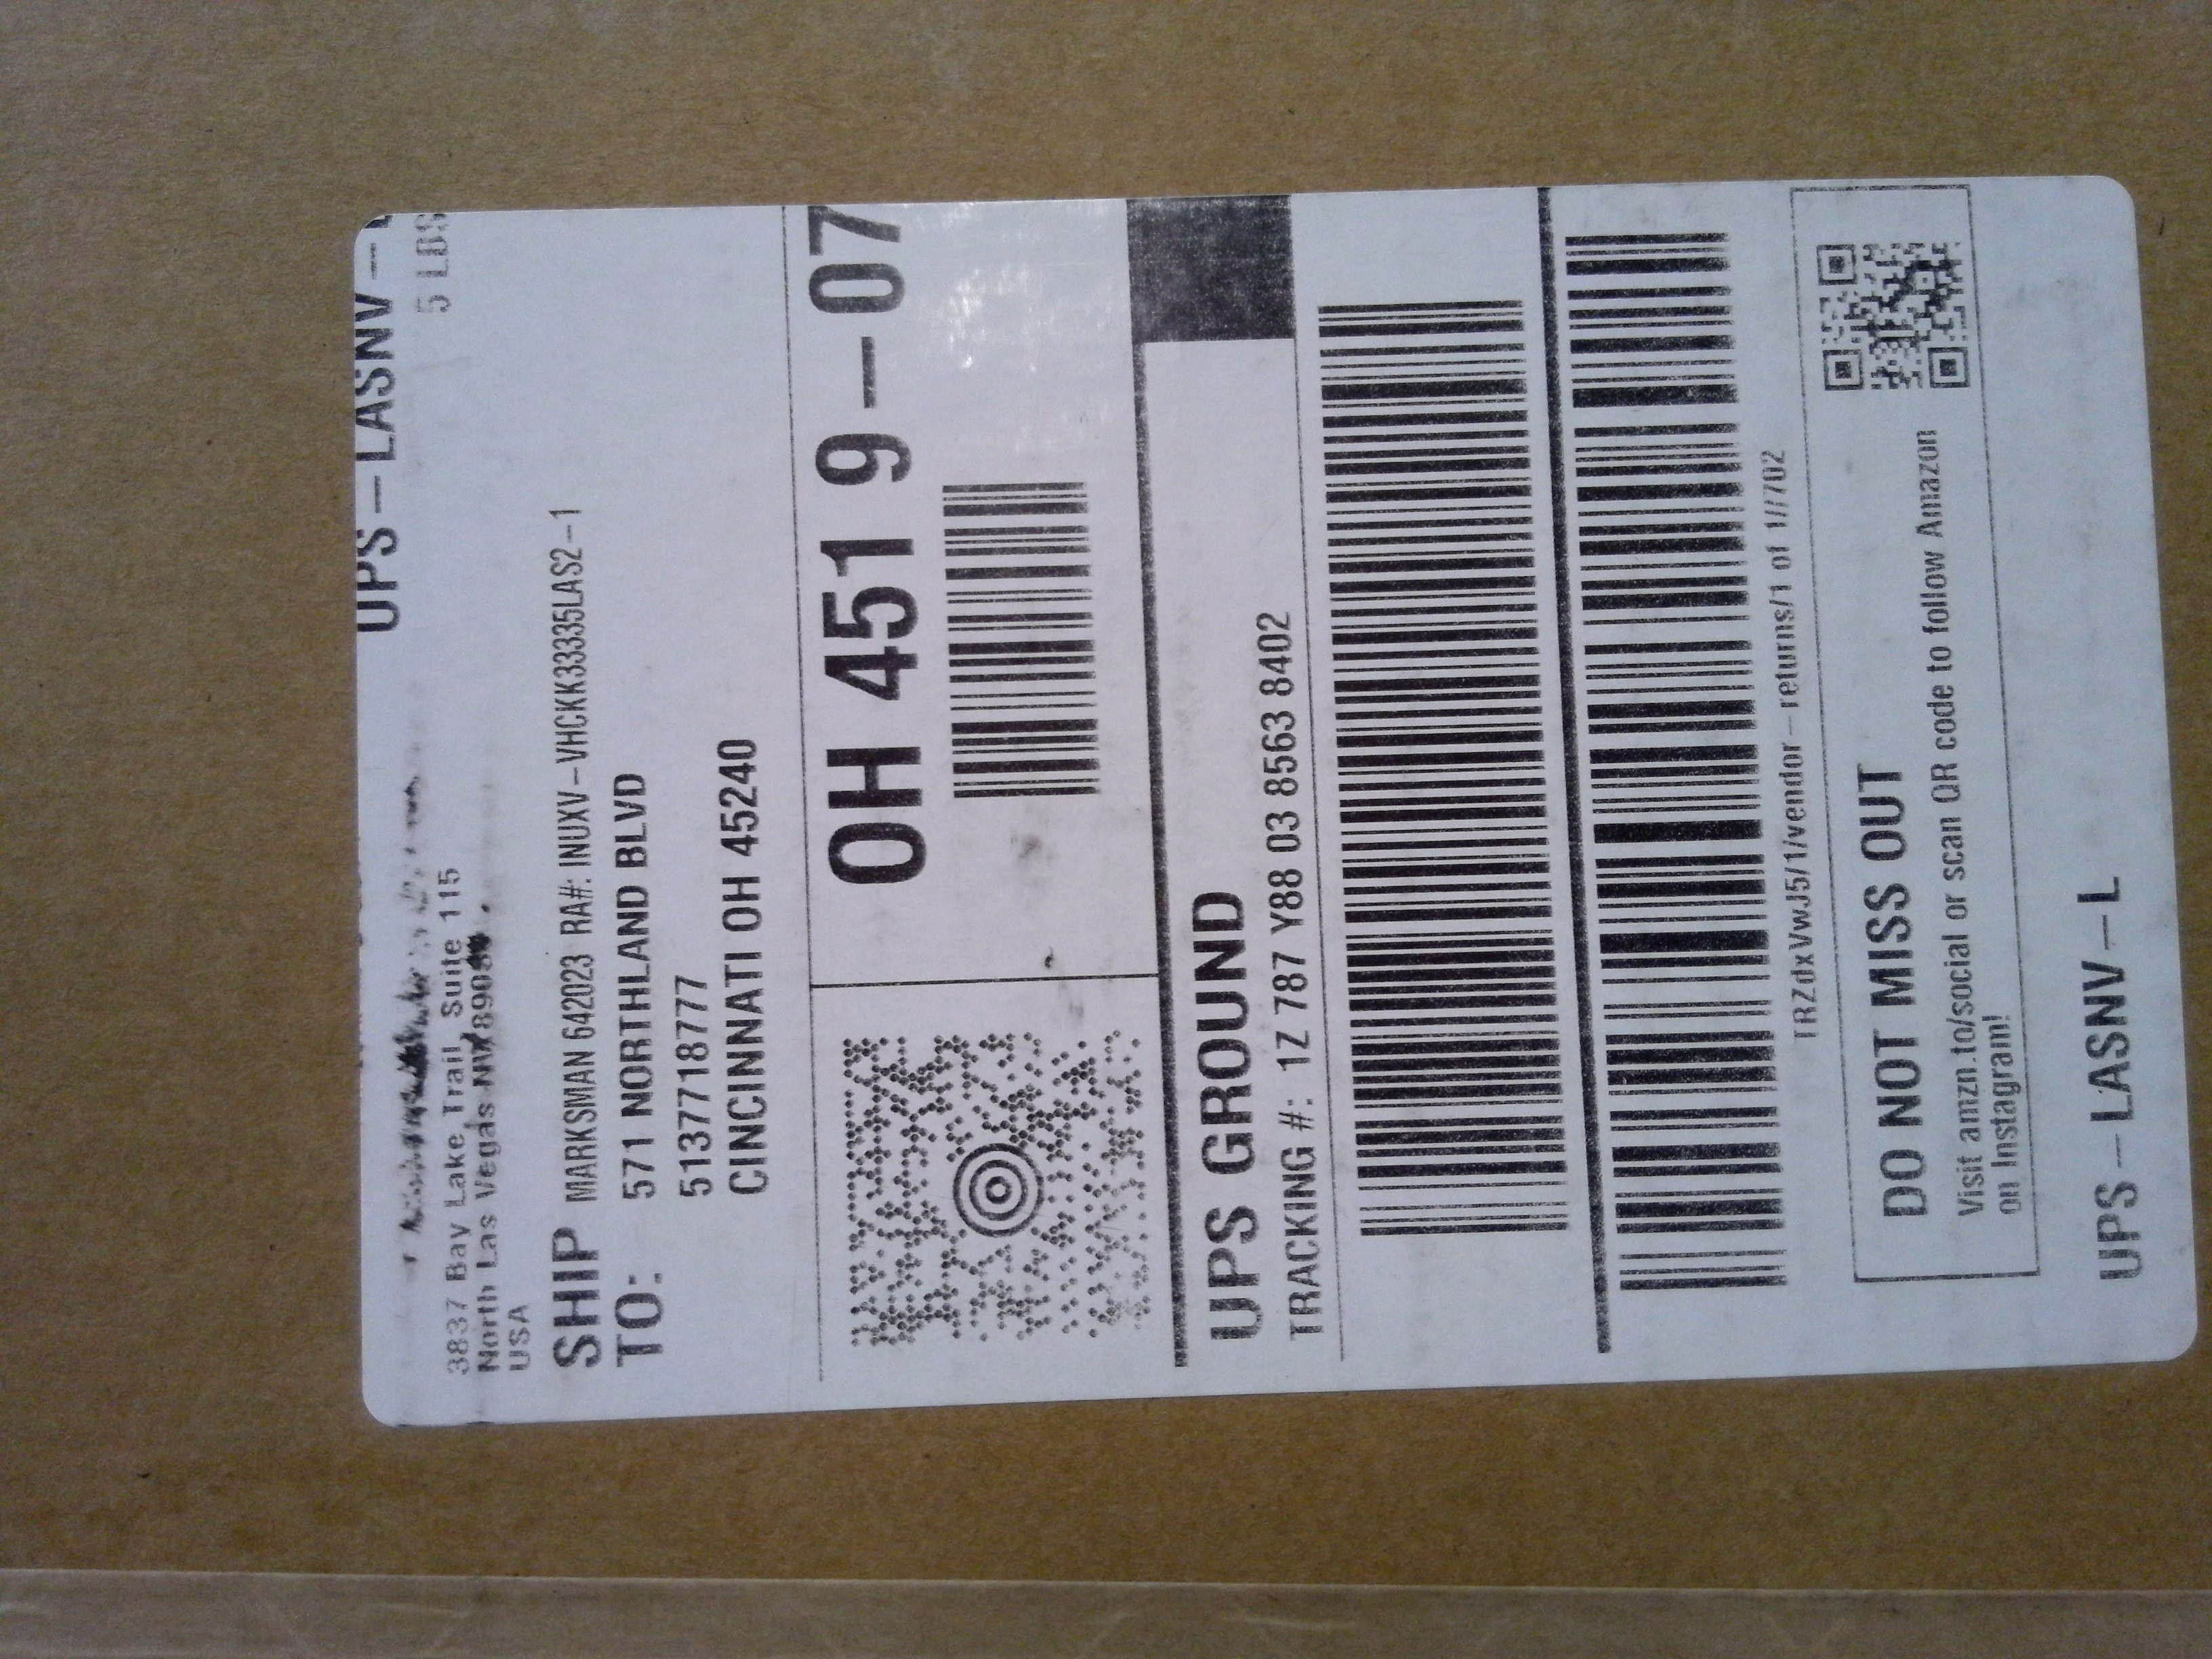 UPS-LASNV-
5 LBS
3837 Bay Lake Trail, Suite 115
North Las Vegas NV
USA
SHIP TO:
MARKSMAN 642023 RA#: INUXV-VHCKK33335LAS2-1
571 NORTHLAND BLVD
5137718777
CINCINNATI OH 45240
OH 451 9-07
UPS GROUND
TRACKING #: 1Z 787 Y88 03 8563 8402
TRZdxVwJ5/1/vendor-returns/1 of 1/702
DO NOT MISS OUT
Visit amzn.to/social or scan QR code to follow Amazon
on Instagram!
UPS-LASNV-L